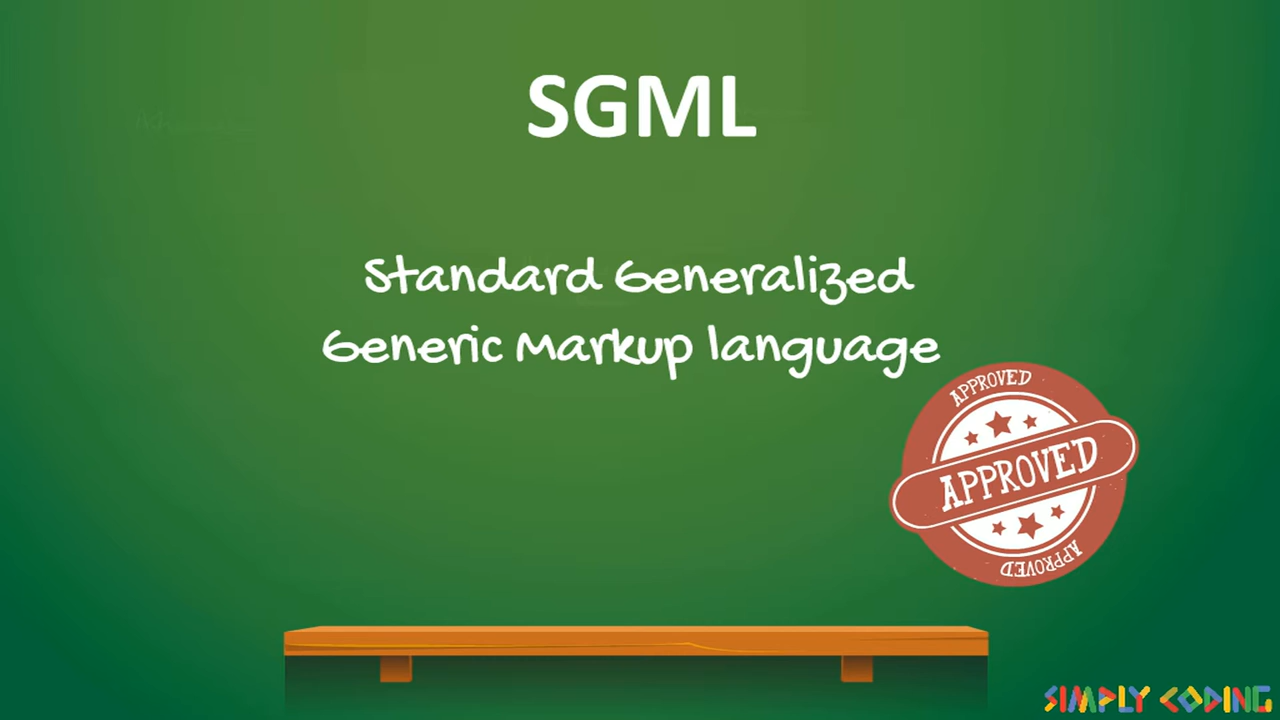 SGML
Standard Generalized
Generic Markup language
APPROVED
APPROVED
APPROVED
SIMPLY CODING